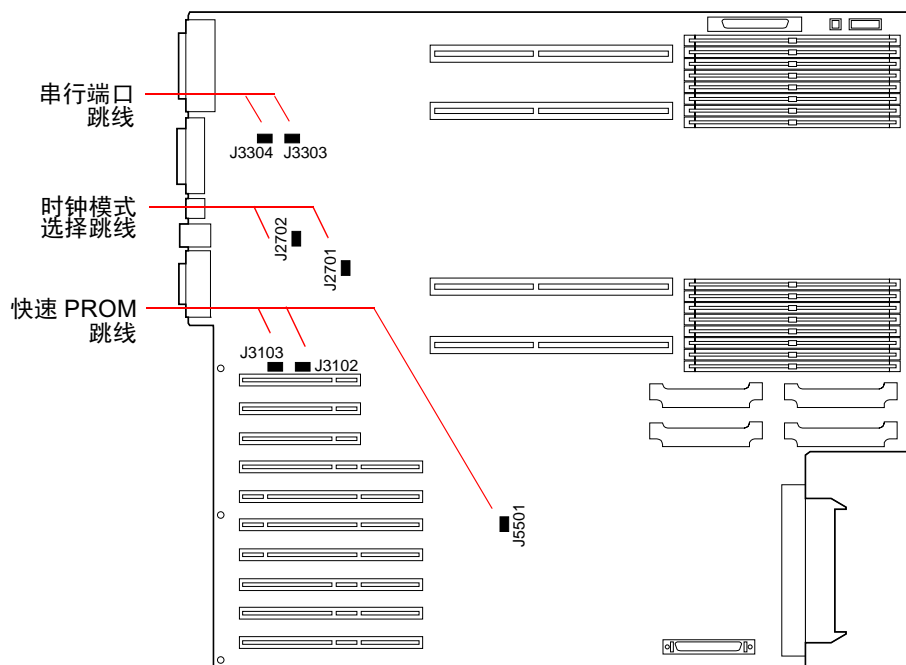 串行端口
跳线
J3304
J3303
时钟模式
选择跳线
J2702
J2701
快速 PROM
跳线
J3103
J3102
J5501